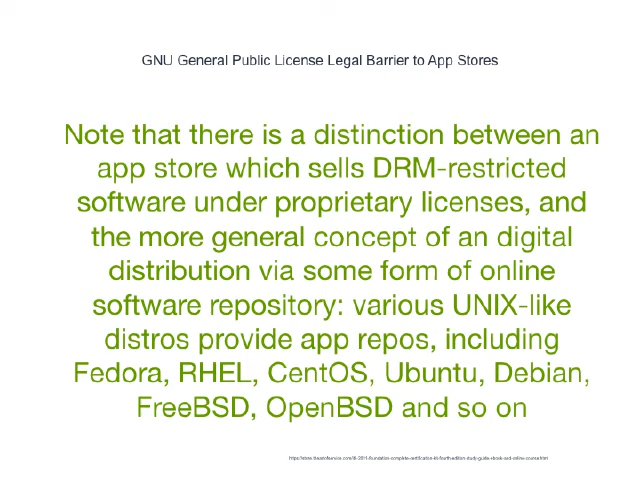 GNU General Public License Legal Barrier to App Stores
Note that there is a distinction between an
app store which sells DRM-restricted
software under proprietary licenses, and
the more general concept of an digital
distribution via some form of online
software repository: various UNIX-like
distros provide app repos, including
Fedora, RHEL, CentOS, Ubuntu, Debian,
FreeBSD, OpenBSD and so on